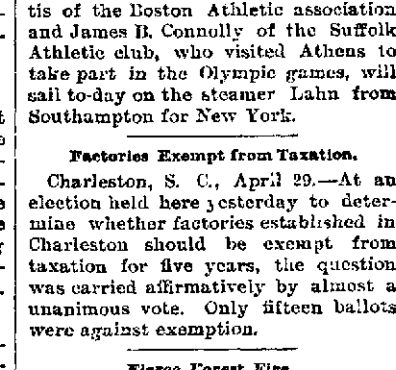 tis of the Boston Athletic association
and James B. Connolly of the Suffolk
Athletic club, who visited Athens to
take part in the Olympic games, will
sail to-day on the steamer Lahn from
Southampton for New York.
Factories Exempt from Taxation.
Charleston, S. C., April 29.—At an
election held here yesterday to deter-
mine whether factories established in
Charleston should be exempt from
taxation for five years, the question
was carried affirmatively by almost a
unanimous vote. Only fifteen ballots
were against exemption.
Fierce Forest Fire